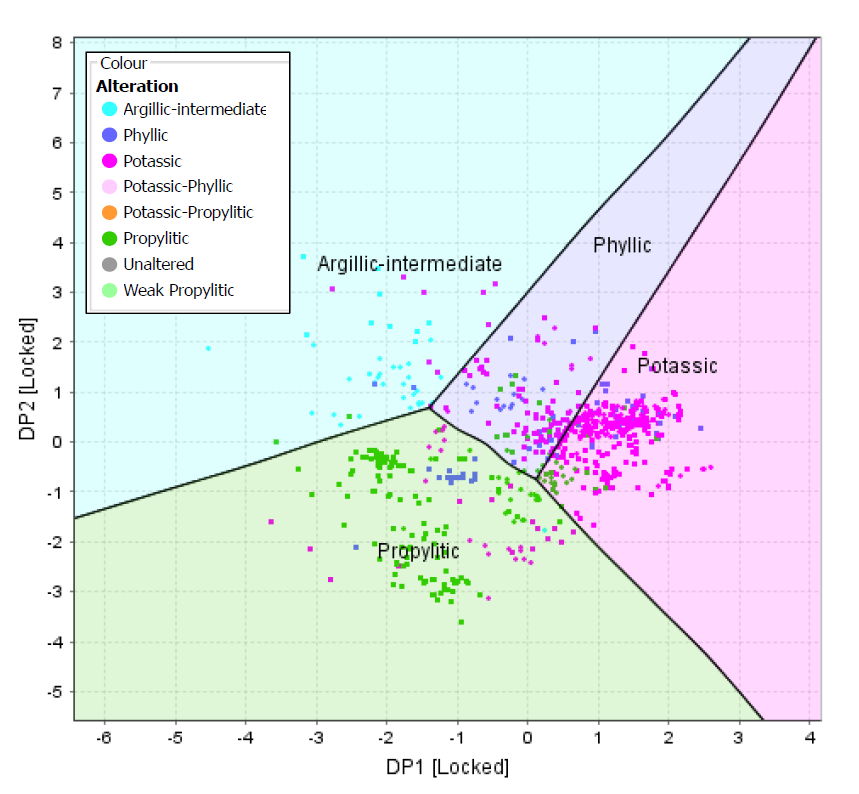 Colour
Alteration
Argillic-intermediate
Phyllic
Potassic
Potassic-Phyllic
Potassic-Propylitic
Propylitic
Unaltered
Weak Propylitic
8
7
6
5
4
3
2
1
0
-1
-2
-3
-4
-5
DP2 [Locked]
Argillic-intermediate
Phyllic
Potassic
Propylitic
-6 -5 -4 -3 -2 -1 0 1 2 3 4
DP1 [Locked]